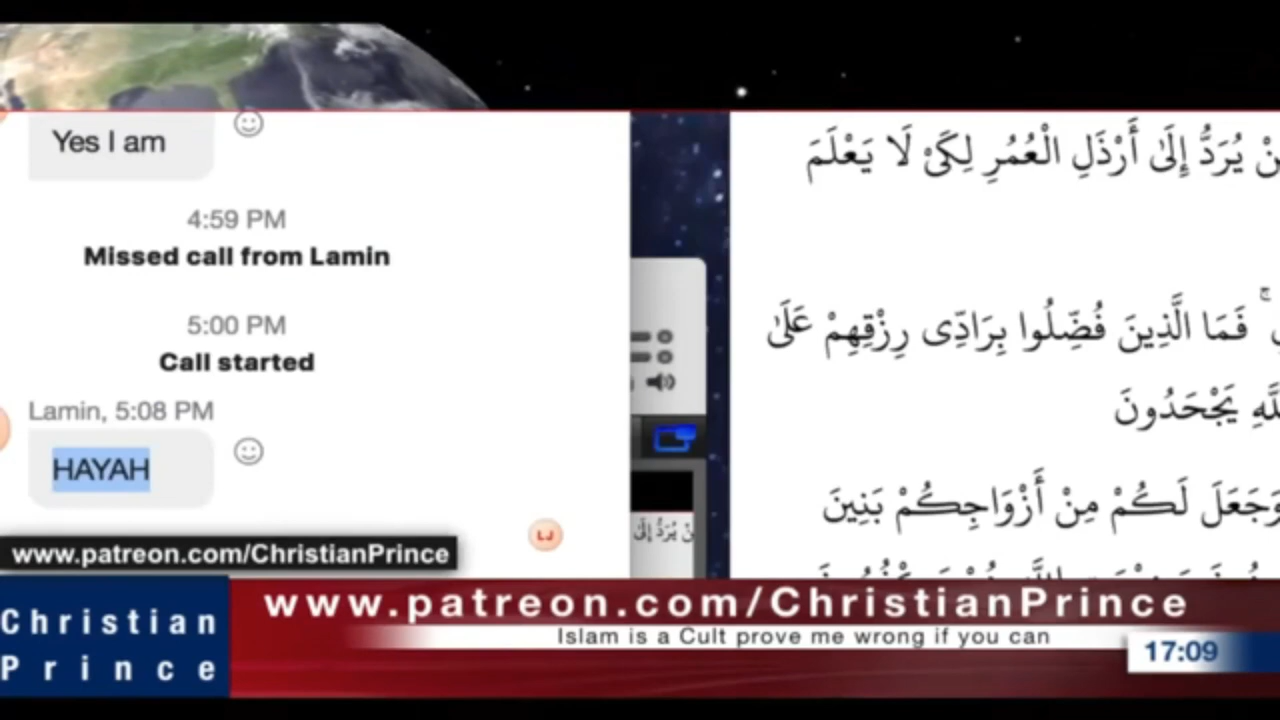 Yes I am
4:59 PM
Missed call from Lamin
5:00 PM
Call started
Lamin, 5:08 PM
HAYAH
يُرَدُّ إِلَىٰ أَرْذَلِ الْعُمُرِ لِكَىْ لَا يَعْلَمَ
فَمَا الَّذِينَ فُضِّلُوا بِرَادِّى رِزْقِهِمْ عَلَىٰ
يَجْحَدُونَ
وَجَعَلَ لَكُمْ مِنْ أَزْوَاجِكُمْ بَنِينَ
يُرَدُّ إِلَىٰ
www.patreon.com/ChristianPrince
Christian
Prince
www.patreon.com/ChristianPrince
Islam is a Cult prove me wrong if you can
17:09